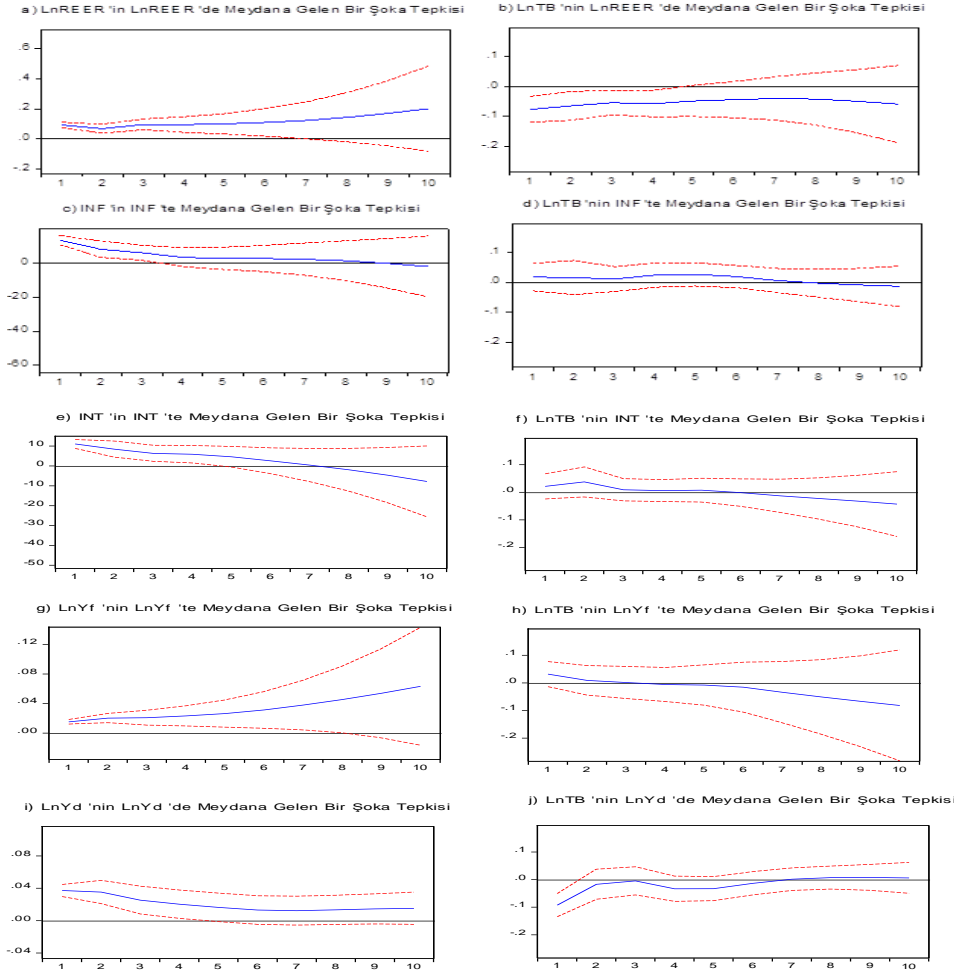 a) LnREER 'in LnREER 'de Meydana Gelen Bir Şoka Tepkisi
.6
.4
.2
.0
-.2
1 2 3 4 5 6 7 8 9 10
b) LnTB 'nin LnREER 'de Meydana Gelen Bir Şoka Tepkisi
.1
.0
-.1
-.2
1 2 3 4 5 6 7 8 9 10
c) INF 'in INF 'te Meydana Gelen Bir Şoka Tepkisi
0
-20
-40
-60
1 2 3 4 5 6 7 8 9 10
d) LnTB 'nin INF 'te Meydana Gelen Bir Şoka Tepkisi
.1
.0
-.1
-.2
1 2 3 4 5 6 7 8 9 10
e) INT 'in INT 'te Meydana Gelen Bir Şoka Tepkisi
10
0
-10
-20
-30
-40
-50
1 2 3 4 5 6 7 8 9 10
f) LnTB 'nin INT 'te Meydana Gelen Bir Şoka Tepkisi
.1
.0
-.1
-.2
1 2 3 4 5 6 7 8 9 10
g) LnYf 'nin LnYf 'te Meydana Gelen Bir Şoka Tepkisi
.12
.08
.04
.00
1 2 3 4 5 6 7 8 9 10
h) LnTB 'nin LnYf 'te Meydana Gelen Bir Şoka Tepkisi
.1
.0
-.1
-.2
1 2 3 4 5 6 7 8 9 10
i) LnYd 'nin LnYd 'de Meydana Gelen Bir Şoka Tepkisi
.08
.04
.00
-.04
1 2 3 4 5 6 7 8 9 10
j) LnTB 'nin LnYd 'de Meydana Gelen Bir Şoka Tepkisi
.1
.0
-.1
-.2
1 2 3 4 5 6 7 8 9 10